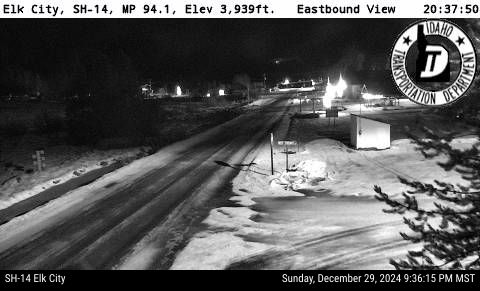 Elk City, SH-14, MP 94.1, Elev 3,939ft. Eastbound View 20:37:50
IDAHO
TRANSPORTATION DEPARTMENT
SH-14 Elk City
Sunday, December 29, 2024 9:36:15 PM MST